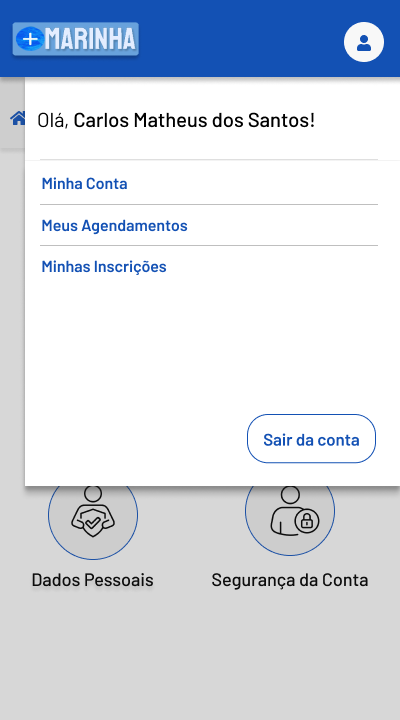 MARINHA
Olá, Carlos Matheus dos Santos!
Minha Conta
Meus Agendamentos
Minhas Inscrições
Sair da conta
Dados Pessoais
Segurança da Conta